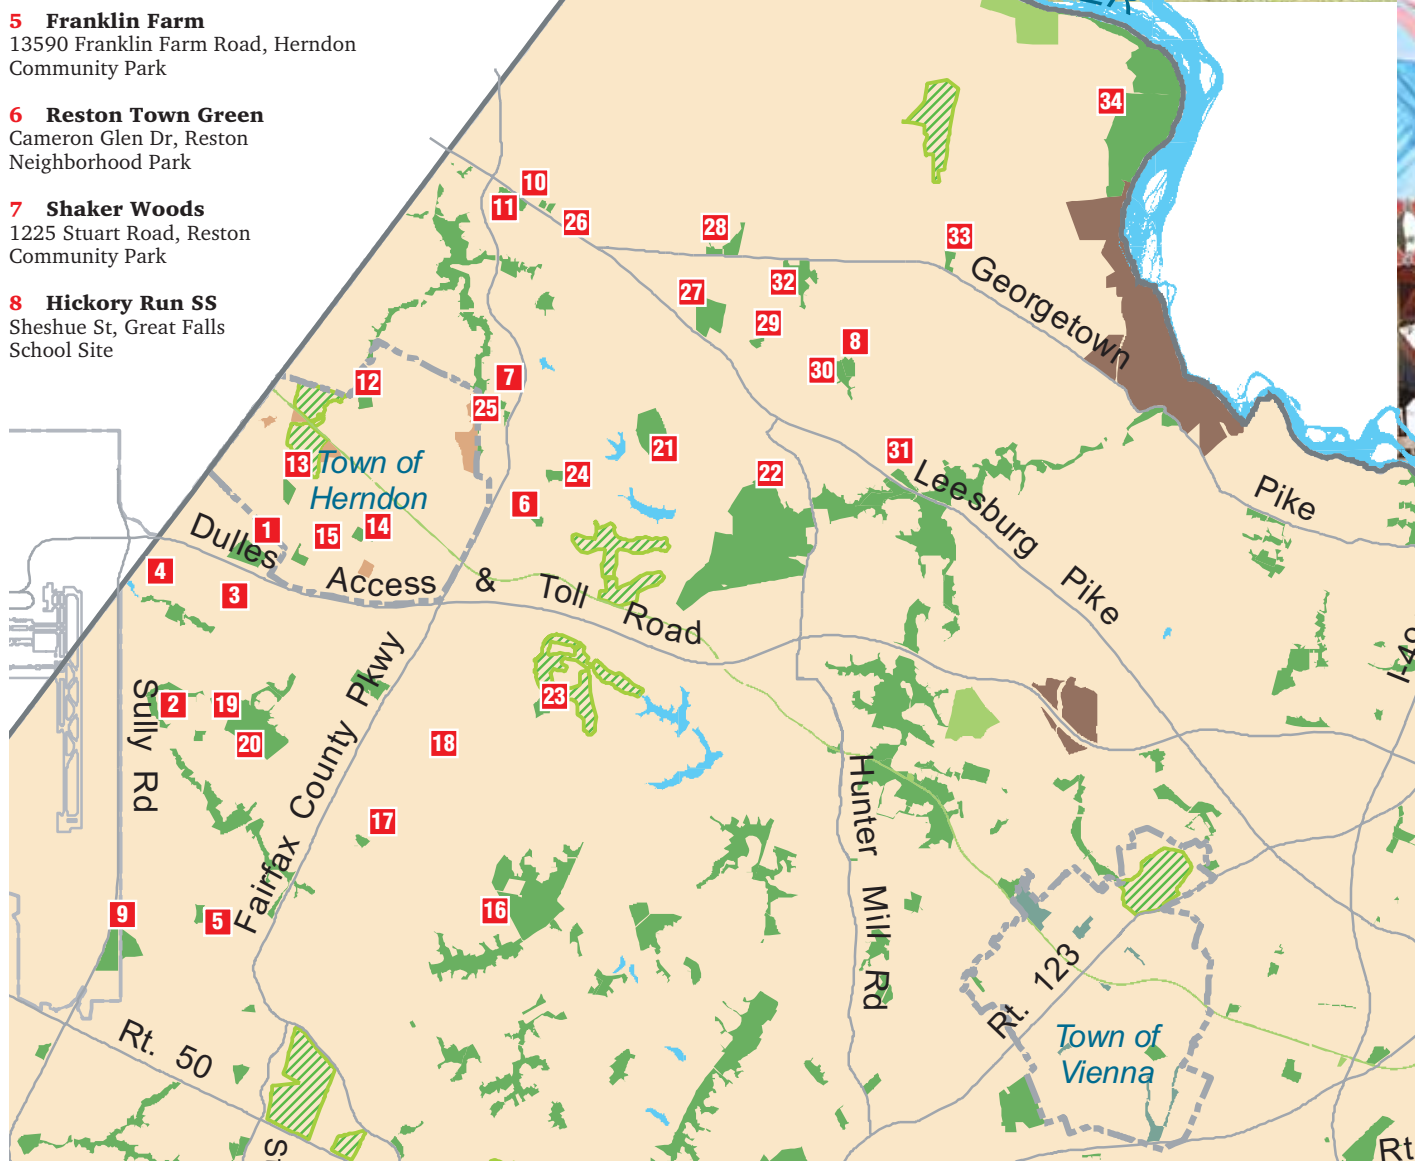 5 Franklin Farm
13590 Franklin Farm Road, Herndon
Community Park
6 Reston Town Green
Cameron Glen Dr, Reston
Neighborhood Park
7 Shaker Woods
1225 Stuart Road, Reston
Community Park
8 Hickory Run SS
Sheshue St, Great Falls
School Site
34
10
11
26
28
33
Georgetown
32
27
29
8
30
12
7
25
13
Town of
Herndon
21
24
22
31
Leesburg
Pike
6
1
15
14
Dulles
Access & Toll Road
Pike
4
3
Sully Rd
2
19
20
Fairfax County Pkwy
23
18
17
Hunter Mill Rd
16
9
5
Rt. 123
Rt. 50
Town of
Vienna
Rt